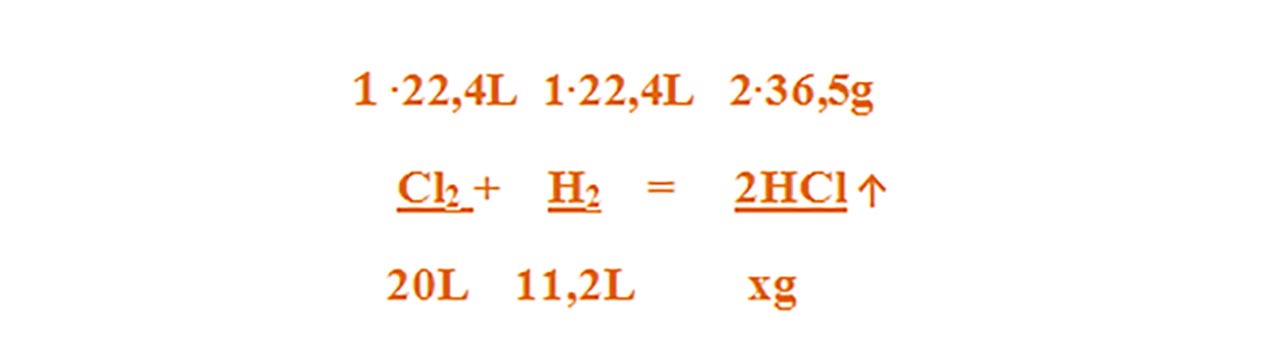 1 ·22,4L 1·22,4L 2·36,5g
Cl₂ + H₂ = 2HCl ↑
20L 11,2L xg